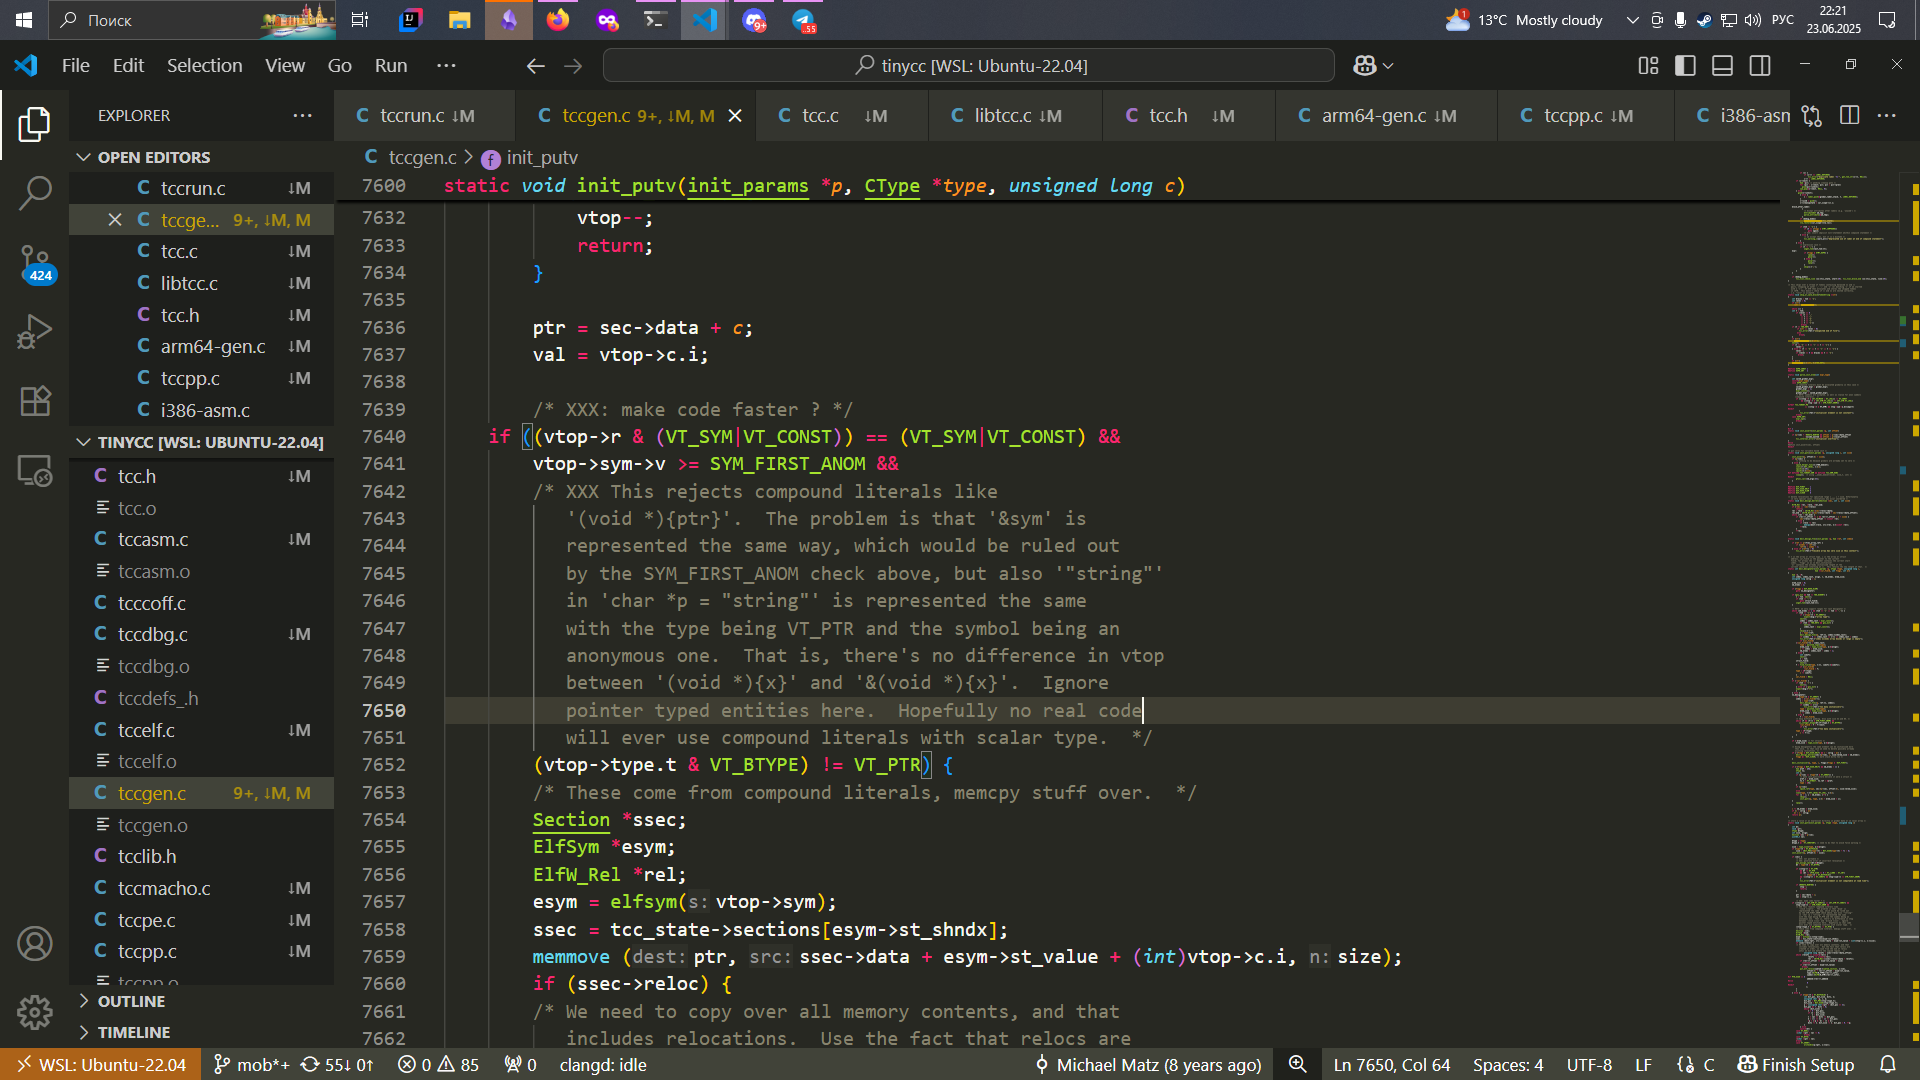 Поиск
9+
.55
1
13°C Mostly cloudy
РУС
22:21
23.06.2025
File Edit Selection View Go Run ···
tinycc [WSL: Ubuntu-22.04]
EXPLORER
C tccrun.c ↓M
C tccgen.c 9+, ↓M, M
C tcc.c ↓M
C libtcc.c ↓M
C tcc.h ↓M
C arm64-gen.c ↓M
C tccpp.c ↓M
C i386-asm
OPEN EDITORS
C tccrun.c ↓M
C tccge... 9+, ↓M, M
C tcc.c ↓M
C libtcc.c ↓M
C tcc.h ↓M
C arm64-gen.c ↓M
C tccpp.c ↓M
C i386-asm.c
424
TINYCC [WSL: UBUNTU-22.04]
C tcc.h ↓M
tcc.o
C tccasm.c ↓M
tccasm.o
C tcccoff.c
C tccdbg.c ↓M
tccdbg.o
C tccdefs_.h
C tccelf.c ↓M
tccelf.o
C tccgen.c 9+, ↓M, M
tccgen.o
C tcclib.h
C tccmacho.c ↓M
C tccpe.c ↓M
C tccpp.c ↓M
tccpp.o
OUTLINE
TIMELINE
C tccgen.c > f init_putv
7600 static void init_putv(init_params *p, CType *type, unsigned long c)
7632 vtop--;
7633 return;
7634 }
7635
7636 ptr = sec->data + c;
7637 val = vtop->c.i;
7638
7639 /* XXX: make code faster ? */
7640 if ((vtop->r & (VT_SYM|VT_CONST)) == (VT_SYM|VT_CONST) &&
7641 vtop->sym->v >= SYM_FIRST_ANOM &&
7642 /* XXX This rejects compound literals like
7643 '(void *){ptr}'.  The problem is that '&sym' is
7644 represented the same way, which would be ruled out
7645 by the SYM_FIRST_ANOM check above, but also '"string"'
7646 in 'char *p = "string"' is represented the same
7647 with the type being VT_PTR and the symbol being an
7648 anonymous one.  That is, there's no difference in vtop
7649 between '(void *){x}' and '&(void *){x}'.  Ignore
7650 pointer typed entities here.  Hopefully no real code
7651 will ever use compound literals with scalar type.  */
7652 (vtop->type.t & VT_BTYPE) != VT_PTR) {
7653 /* These come from compound literals, memcpy stuff over.  */
7654 Section *ssec;
7655 ElfSym *esym;
7656 ElfW_Rel *rel;
7657 esym = elfsym(s: vtop->sym);
7658 ssec = tcc_state->sections[esym->st_shndx];
7659 memmove (dest: ptr, src: ssec->data + esym->st_value + (int)vtop->c.i, n: size);
7660 if (ssec->reloc) {
7661 /* We need to copy over all memory contents, and that
7662 includes relocations.  Use the fact that relocs are
WSL: Ubuntu-22.04 mob*+ 55↓ 0↑ 0 85 0 clangd: idle Michael Matz (8 years ago) Ln 7650, Col 64 Spaces: 4 UTF-8 LF C Finish Setup